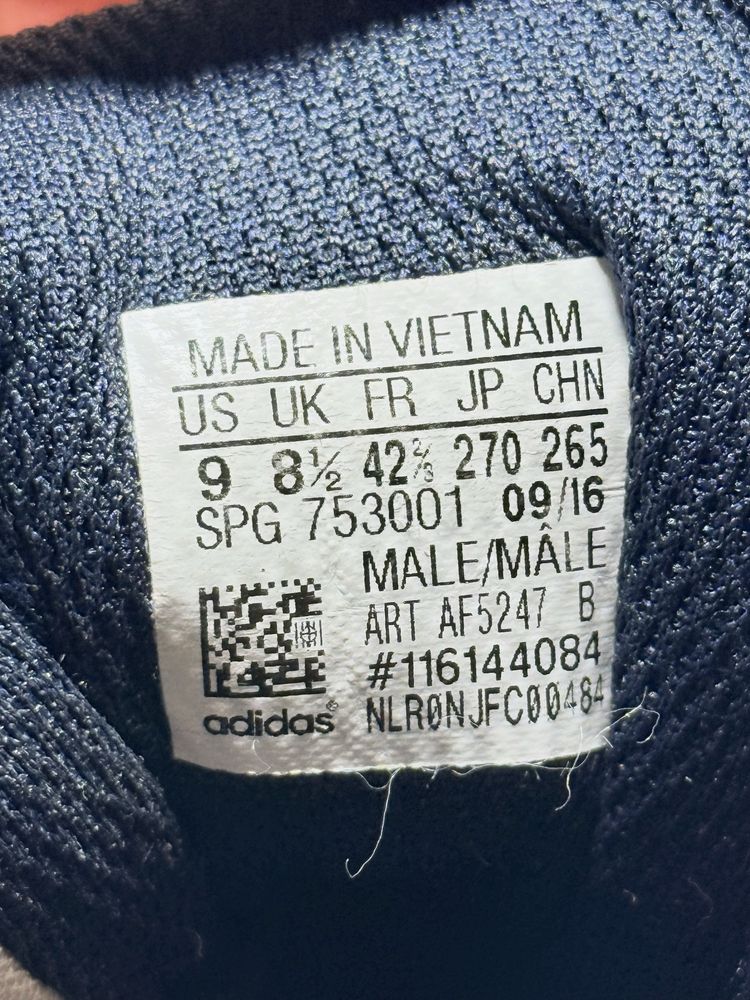 MADE IN VIETNAM
US UK FR JP CHN
9 8½ 42⅔ 270 265
SPG 753001 09/16
MALE/MÂLE
ART AF5247 B
#116144084
adidas® NLRØNJFCØØ484